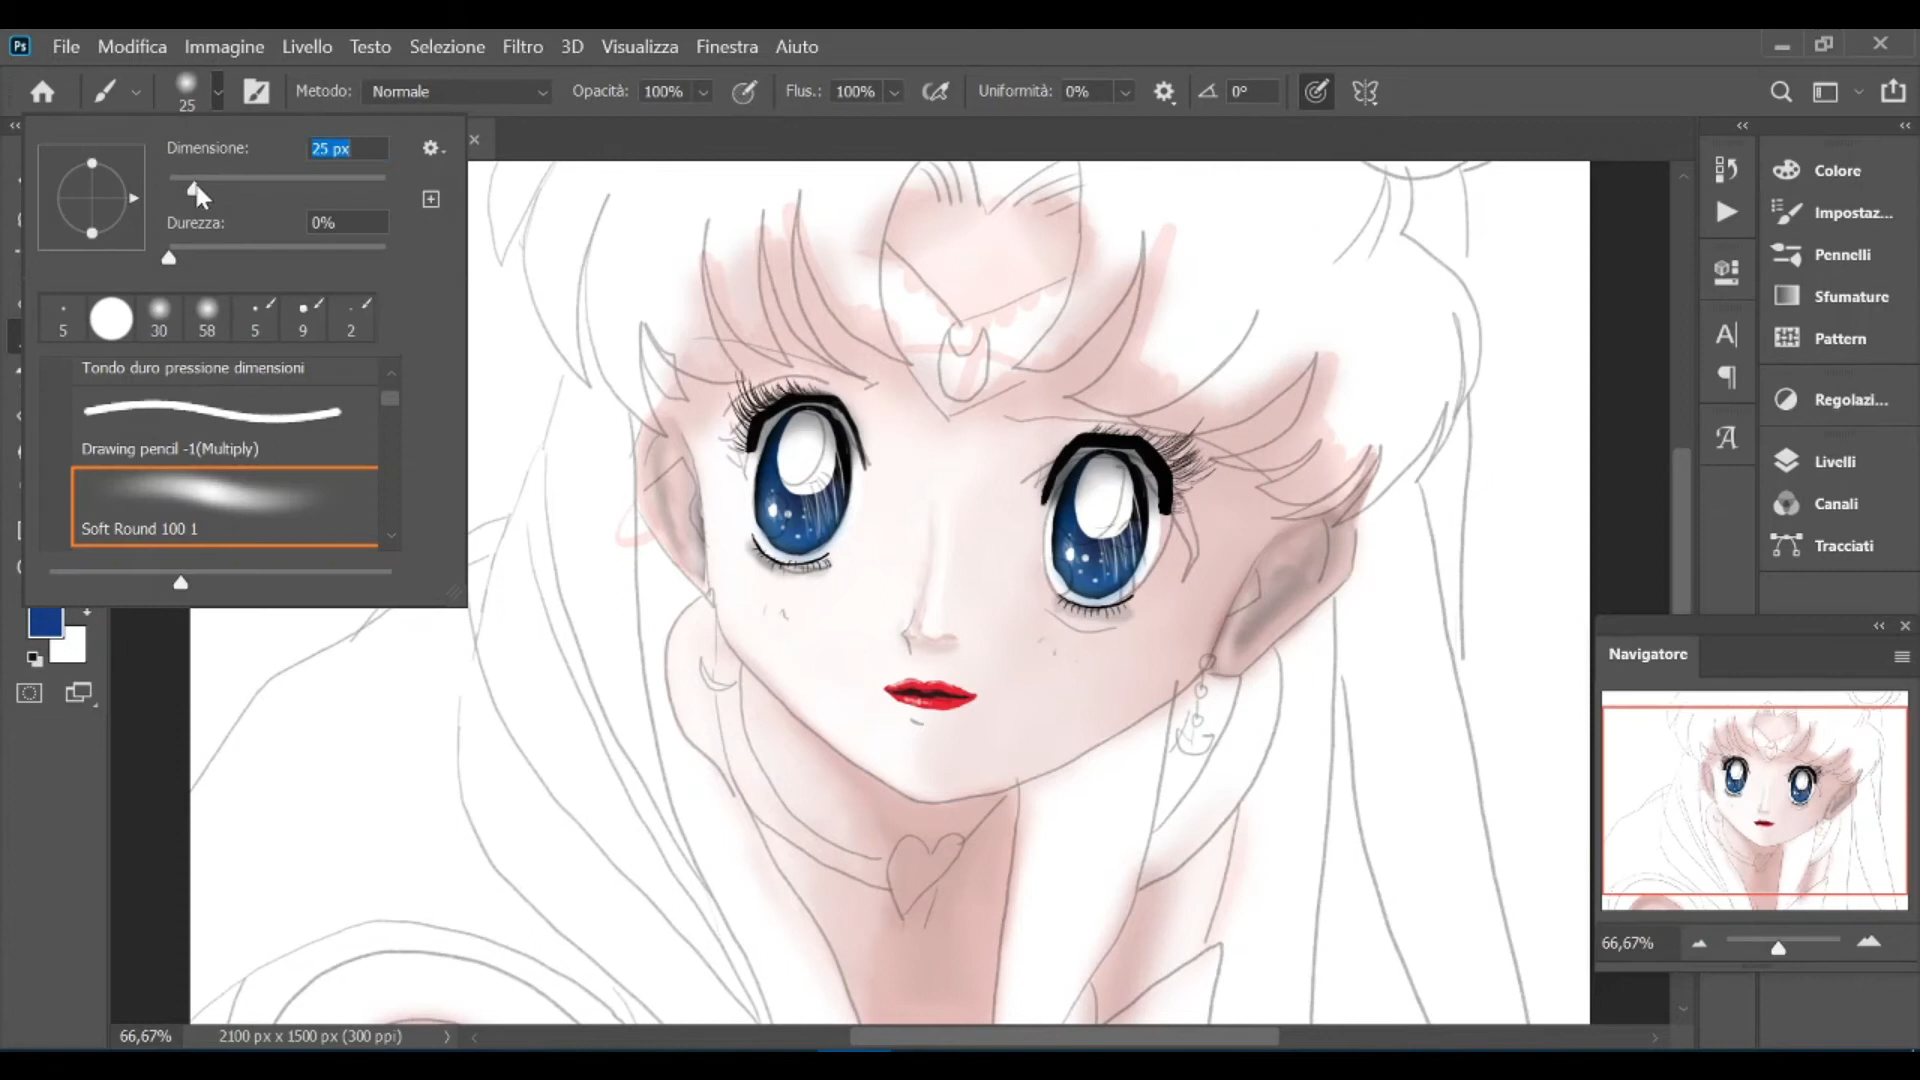 Ps File Modifica Immagine Livello Testo Selezione Filtro 3D Visualizza Finestra Aiuto
25 Metodo: Normale Opacità: 100% Flus.: 100% Uniformità: 0% 0°
Dimensione: 25 px
Durezza: 0%
5 30 58 5 9 2
Tondo duro pressione dimensioni
Drawing pencil -1(Multiply)
Soft Round 100 1
Colore
Impostaz...
Pennelli
Sfumature
Pattern
Regolazi...
Livelli
Canali
Tracciati
Navigatore
66,67%
66,67% 2100 px x 1500 px (300 ppi)